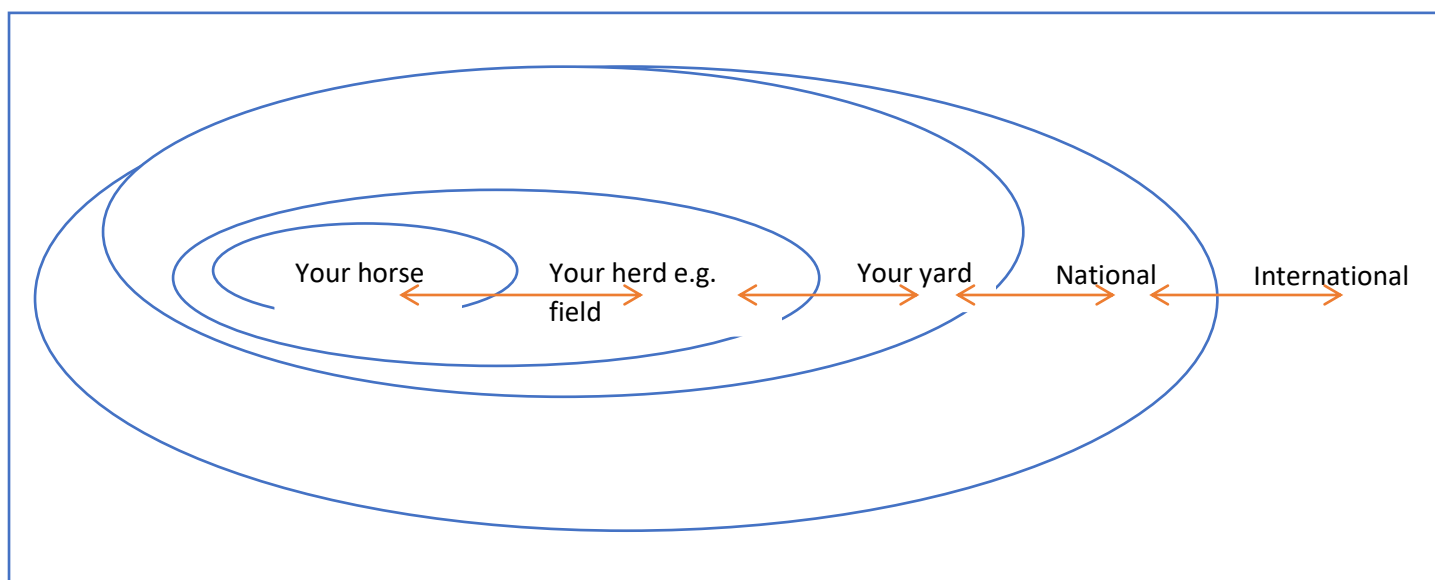 Your horse
Your herd e.g.
field
Your yard
National
International